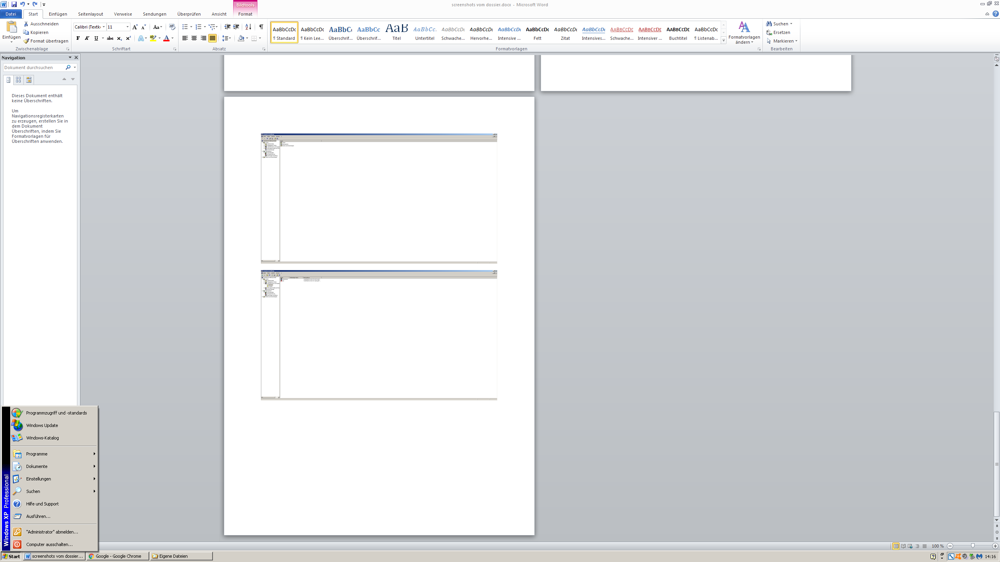 screenshots vom dossier.docx - Microsoft Word
Bildtools
Datei Start Einfügen Seitenlayout Verweise Sendungen Überprüfen Ansicht Format
Einfügen
Ausschneiden
Kopieren
Format übertragen
Zwischenablage
Calibri (Textk 11
Schriftart
Absatz
AaBbCcDc AaBbCcDc AaBbC( AaBbCc AaB AaBbCc. AaBbCcDc AaBbCcDc AaBbCcDc AaBbCcDc AaBbCcDc AaBbCcDc AABBCCDE AABBCCDE AABBCCDE AaBbCcDc
¶ Standard ¶ Kein Lee... Überschrif... Überschrif... Titel Untertitel Schwache... Hervorhe... Intensive ... Fett Zitat Intensives... Schwache... Intensiver ... Buchtitel ¶ Listenab...
Formatvorlagen
Formatvorlagen
ändern
Suchen
Ersetzen
Markieren
Bearbeiten
Navigation
Dokument durchsuchen
Dieses Dokument enthält
keine Überschriften.
Um
Navigationsregisterkarten
zu erzeugen, erstellen Sie in
dem Dokument
Überschriften, indem Sie
Formatvorlagen für
Überschriften anwenden.
Windows XP Professional
Programmzugriff und -standards
Windows Update
Windows-Katalog
Programme
Dokumente
Einstellungen
Suchen
Hilfe und Support
Ausführen...
"Administrator" abmelden...
Computer ausschalten...
100 %
Start
screenshots vom dossier...
Google - Google Chrome
Eigene Dateien
14:16